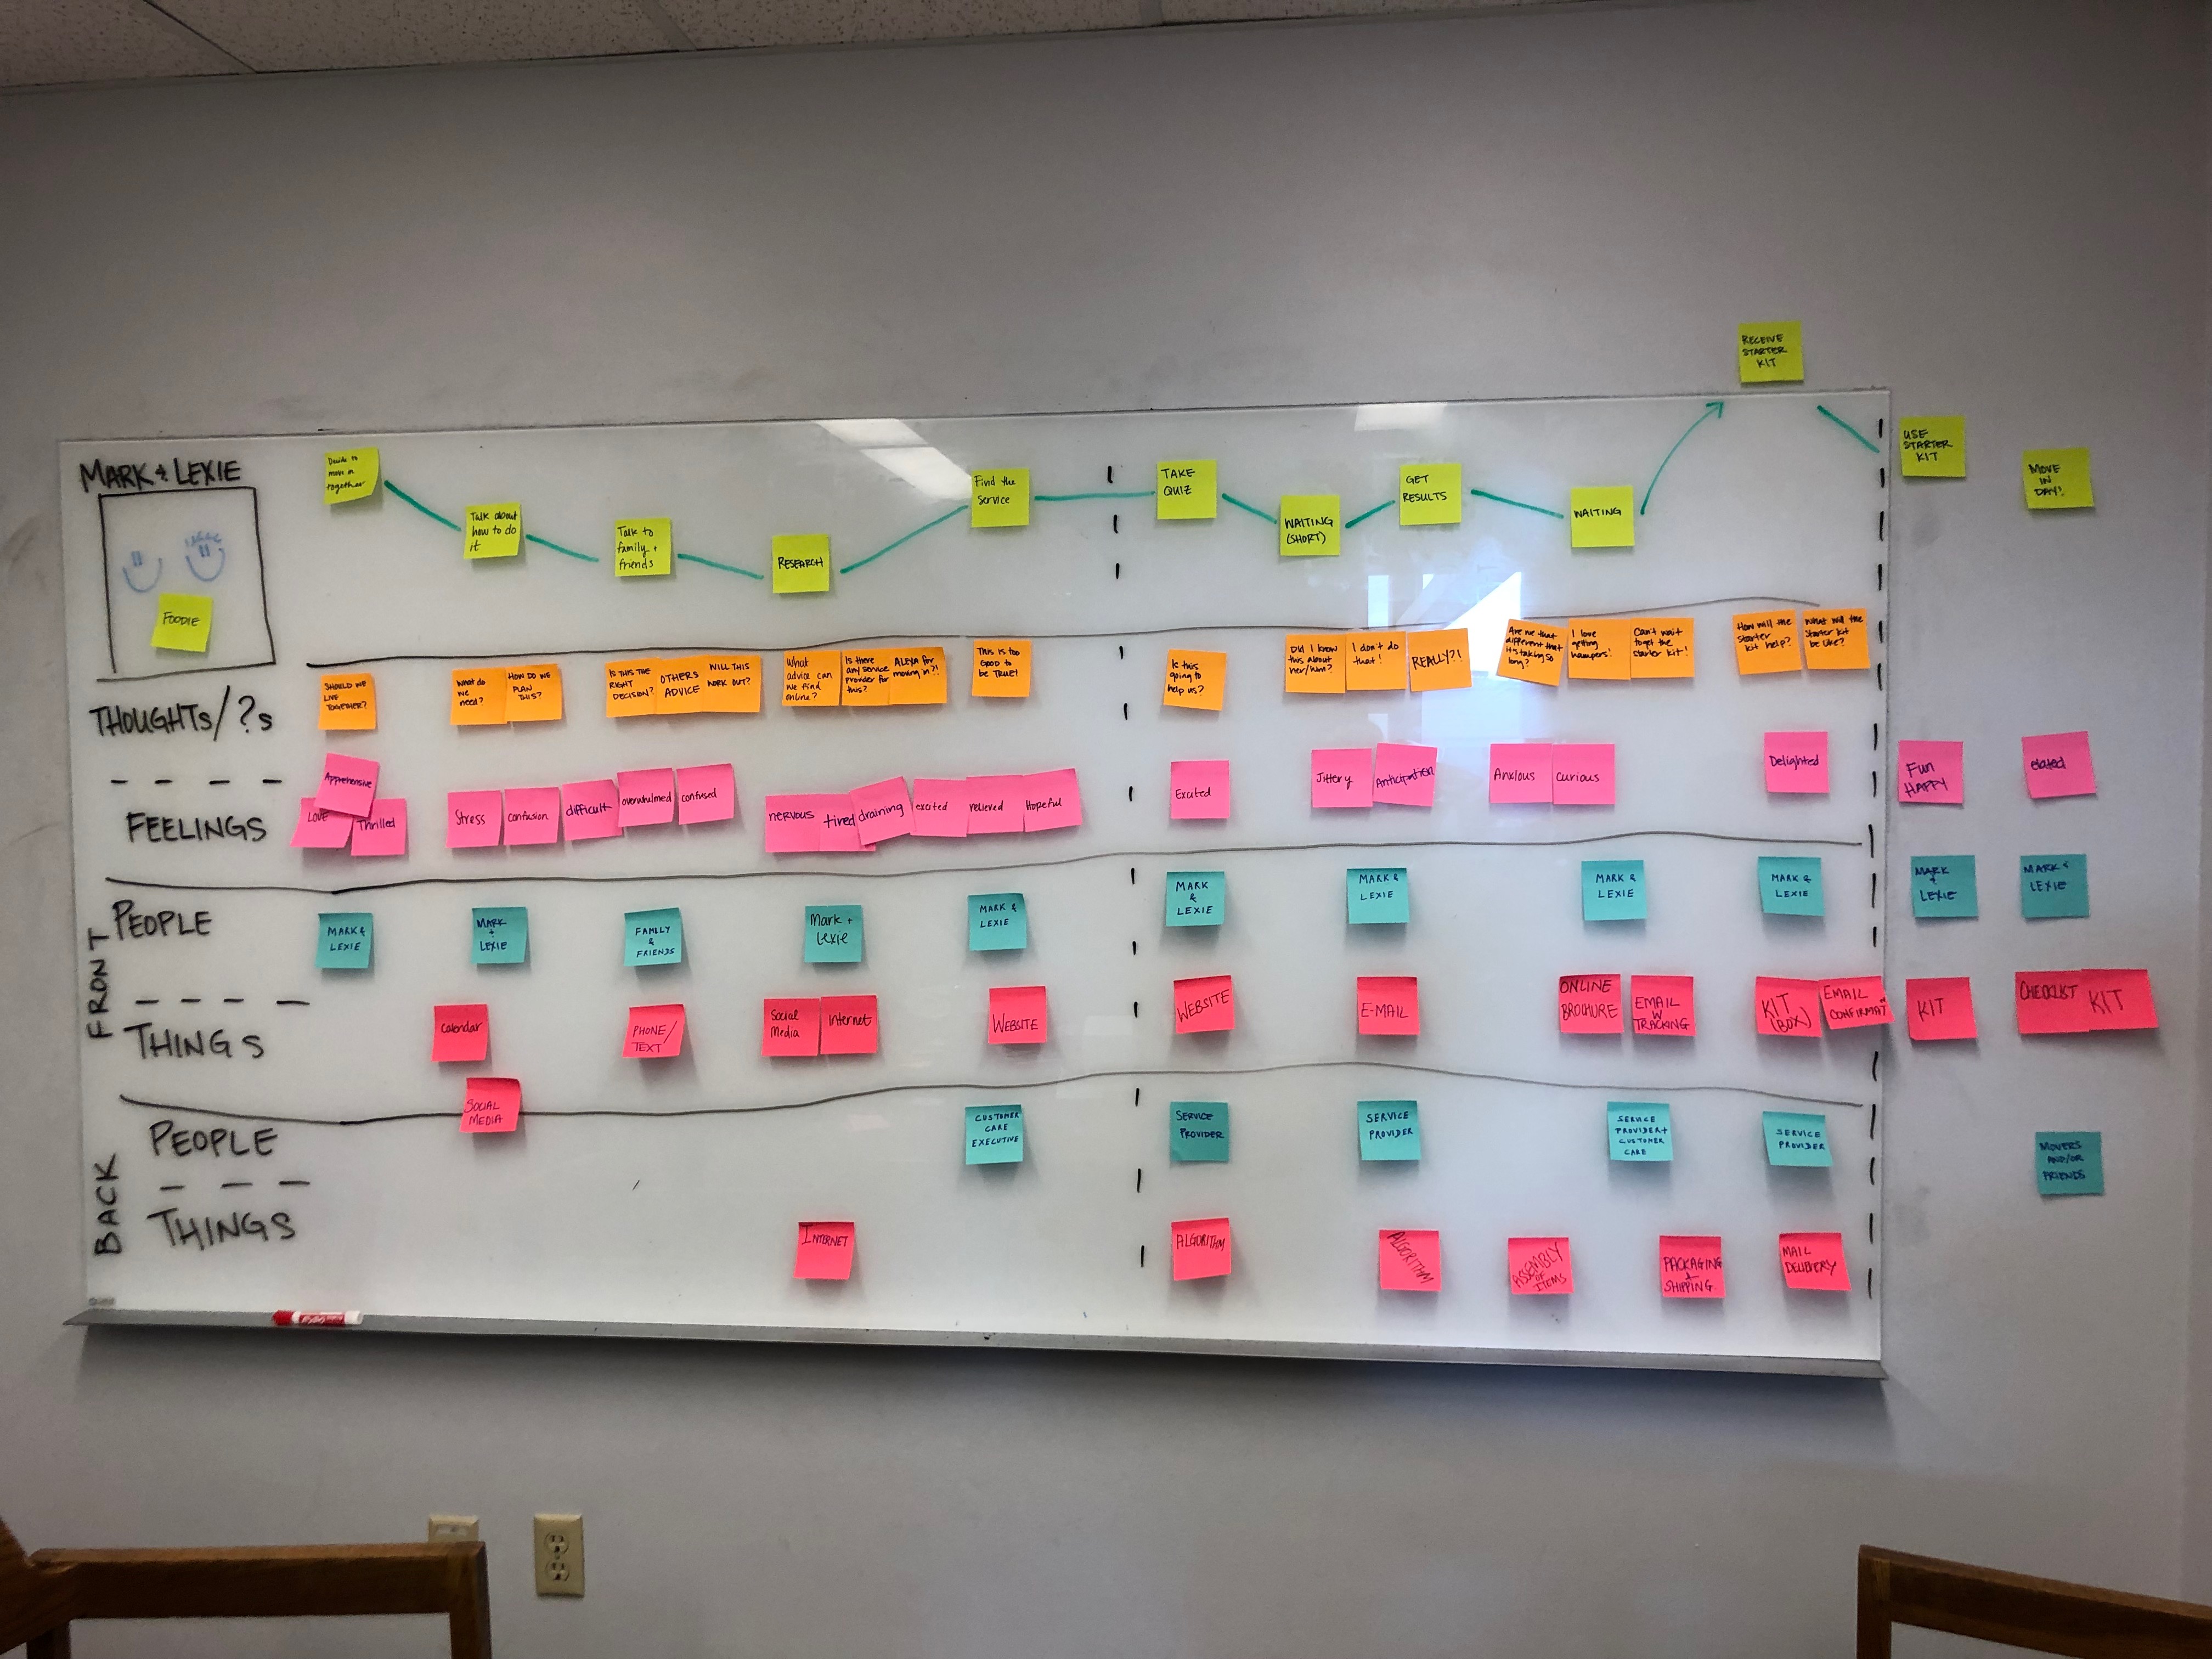 RECEIVE
STARTER
KIT
MARK & LEXIE
FOODIE
Decide to
move in
together
Talk about
how to do
it
Talk to
family +
friends
RESEARCH
Find the
service
TAKE
QUIZ
WAITING
(SHORT)
GET
RESULTS
WAITING
USE
STARTER
KIT
MOVE
IN
DAY!
THOUGHTS/?s
SHOULD WE
LIVE
TOGETHER?
What do
we
need?
HOW DO WE
PLAN
THIS?
IS THIS THE
RIGHT
DECISION?
OTHERS
ADVICE
WILL THIS
WORK OUT?
What
advice can
we find
online?
Is there
any service
provider for
this?
ALEXA for
moving in?!
This is too
GOOD to
be TRUE!
Is this
going to
help us?
Did I know
this about
her/him?
I don't do
that!
REALLY?!
Are we that
different that
it's taking so
long?
I love
getting
hampers!
Can't wait
to get the
starter kit!
How will the
starter
kit help?
What will the
starter kit
be like?
FEELINGS
Apprehensive
LOVE
Thrilled
Stress
confusion
difficult
overwhelmed
confused
nervous
tired
draining
excited
relieved
Hopeful
Excited
Jittery
Anticipation
Anxious
Curious
Delighted
Fun
HAPPY
elated
FRONT
PEOPLE
MARK &
LEXIE
MARK
+
LEXIE
FAMILY
&
FRIENDS
Mark +
Lexie
MARK &
LEXIE
MARK
&
LEXIE
MARK &
LEXIE
MARK &
LEXIE
MARK &
LEXIE
MARK
+
LEXIE
MARK &
LEXIE
THINGS
Calendar
SOCIAL
MEDIA
PHONE/
TEXT
Social
Media
Internet
WEBSITE
WEBSITE
E-MAIL
ONLINE
BROCHURE
EMAIL
W
TRACKING
KIT
(BOX)
EMAIL
CONFIRMAT
KIT
CHECKLIST
KIT
BACK
PEOPLE
CUSTOMER
CARE
EXECUTIVE
SERVICE
PROVIDER
SERVICE
PROVIDER
SERVICE
PROVIDER+
CUSTOMER
CARE
SERVICE
PROVIDER
MOVERS
AND/OR
FRIENDS
THINGS
INTERNET
ALGORITHM
ALGORITHM
ASSEMBLY
OF
ITEMS
PACKAGING
+
SHIPPING
MAIL
DELIVERY